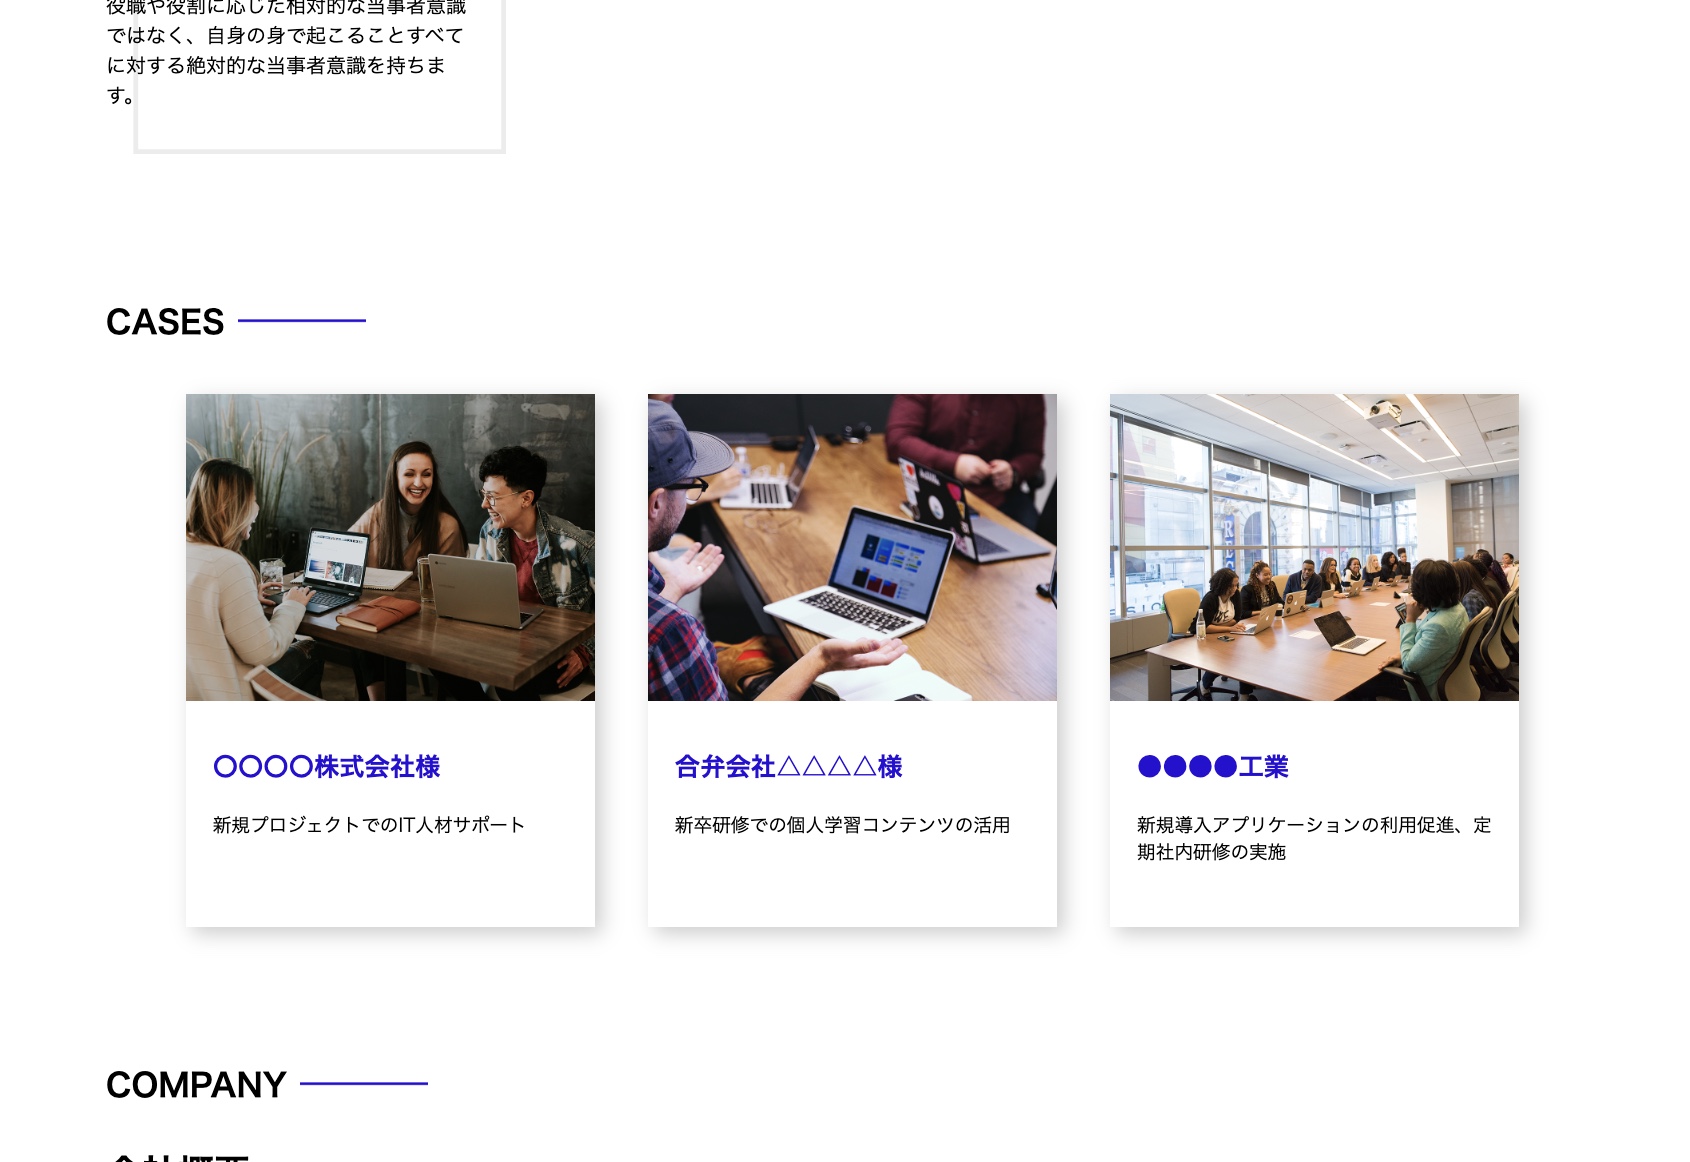 役職や役割に応じた相対的な当事者意識
ではなく、自身の身で起こることすべて
に対する絶対的な当事者意識を持ちま
す。
CASES
〇〇〇〇株式会社様
新規プロジェクトでのIT人材サポート
合弁会社△△△△様
新卒研修での個人学習コンテンツの活用
●●●●工業
新規導入アプリケーションの利用促進、定
期社内研修の実施
COMPANY
会社概要